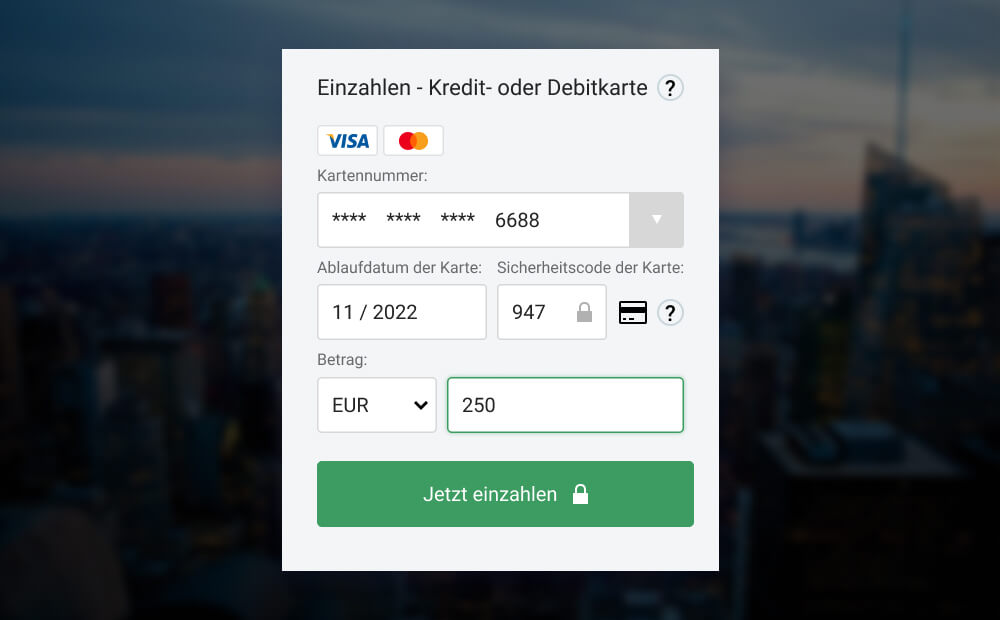 Einzahlen - Kredit- oder Debitkarte ?
VISA
Kartennummer:
**** **** **** 6688
Ablaufdatum der Karte: Sicherheitscode der Karte:
11 / 2022 947 ?
Betrag:
EUR 250
Jetzt einzahlen